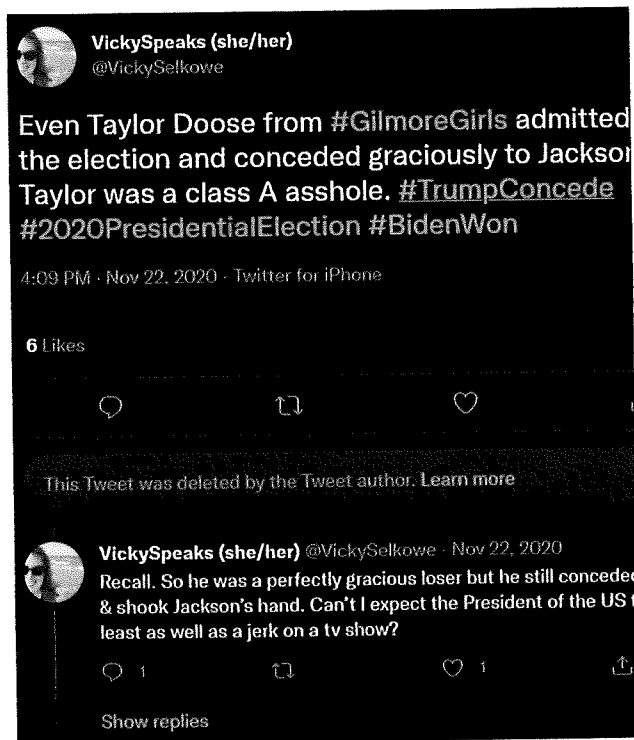 VickySpeaks (she/her)
@VickySelkowe
Even Taylor Doose from #GilmoreGirls admitted
the election and conceded graciously to Jackson
Taylor was a class A asshole. #TrumpConcede
#2020PresidentialElection #BidenWon
4:09 PM · Nov 22, 2020 · Twitter for iPhone
6 Likes
This Tweet was deleted by the Tweet author. Learn more
VickySpeaks (she/her) @VickySelkowe · Nov 22, 2020
Recall. So he was a perfectly gracious loser but he still conceded
& shook Jackson's hand. Can't I expect the President of the US
least as well as a jerk on a tv show?
1 1
Show replies